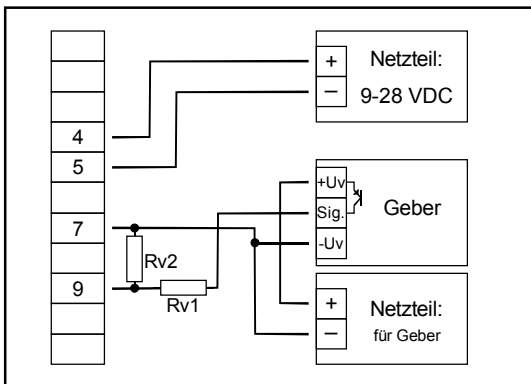 4
5
7
9
+
–
Netzteil:
9-28 VDC
+Uv
Sig.
-Uv
Geber
Rv2
Rv1
+
–
Netzteil:
für Geber